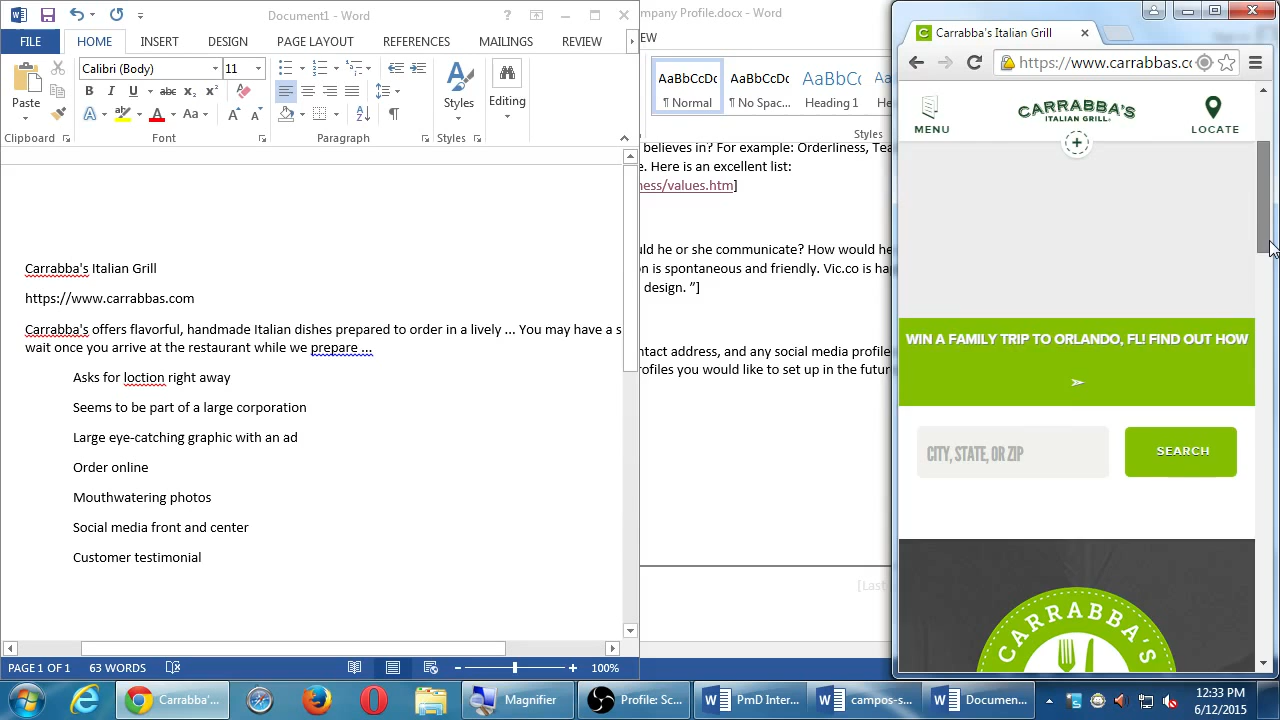 Document1 - Word
FILE HOME INSERT DESIGN PAGE LAYOUT REFERENCES MAILINGS REVIEW
Calibri (Body) 11
Paste
B I U abc x₂ x²
A Aa A A
Styles
Editing
Clipboard Font Paragraph Styles
Carrabba's Italian Grill
https://www.carrabbas.com
Carrabba's offers flavorful, handmade Italian dishes prepared to order in a lively ... You may have a s
wait once you arrive at the restaurant while we prepare ...
Asks for loction right away
Seems to be part of a large corporation
Large eye-catching graphic with an ad
Order online
Mouthwatering photos
Social media front and center
Customer testimonial
PAGE 1 OF 1 63 WORDS 100%
mpany Profile.docx - Word
EW
AaBbCcDc AaBbCcDc AaBbCc
¶ Normal ¶ No Spac... Heading 1
Styles
believes in? For example: Orderliness, Tea
e. Here is an excellent list:
ness/values.htm]
uld he or she communicate? How would he
n is spontaneous and friendly. Vic.co is ha
design. ”]
ntact address, and any social media profile
rofiles you would like to set up in the futur
[Last
Carrabba's Italian Grill
https://www.carrabbas.co
MENU
CARRABBA'S
ITALIAN GRILL
LOCATE
WIN A FAMILY TRIP TO ORLANDO, FL! FIND OUT HOW
CITY, STATE, OR ZIP
SEARCH
CARRABBA'S
Carrabba'...
Magnifier
Profile: Sc...
PmD Inter...
campos-s...
Documen...
12:33 PM
6/12/2015